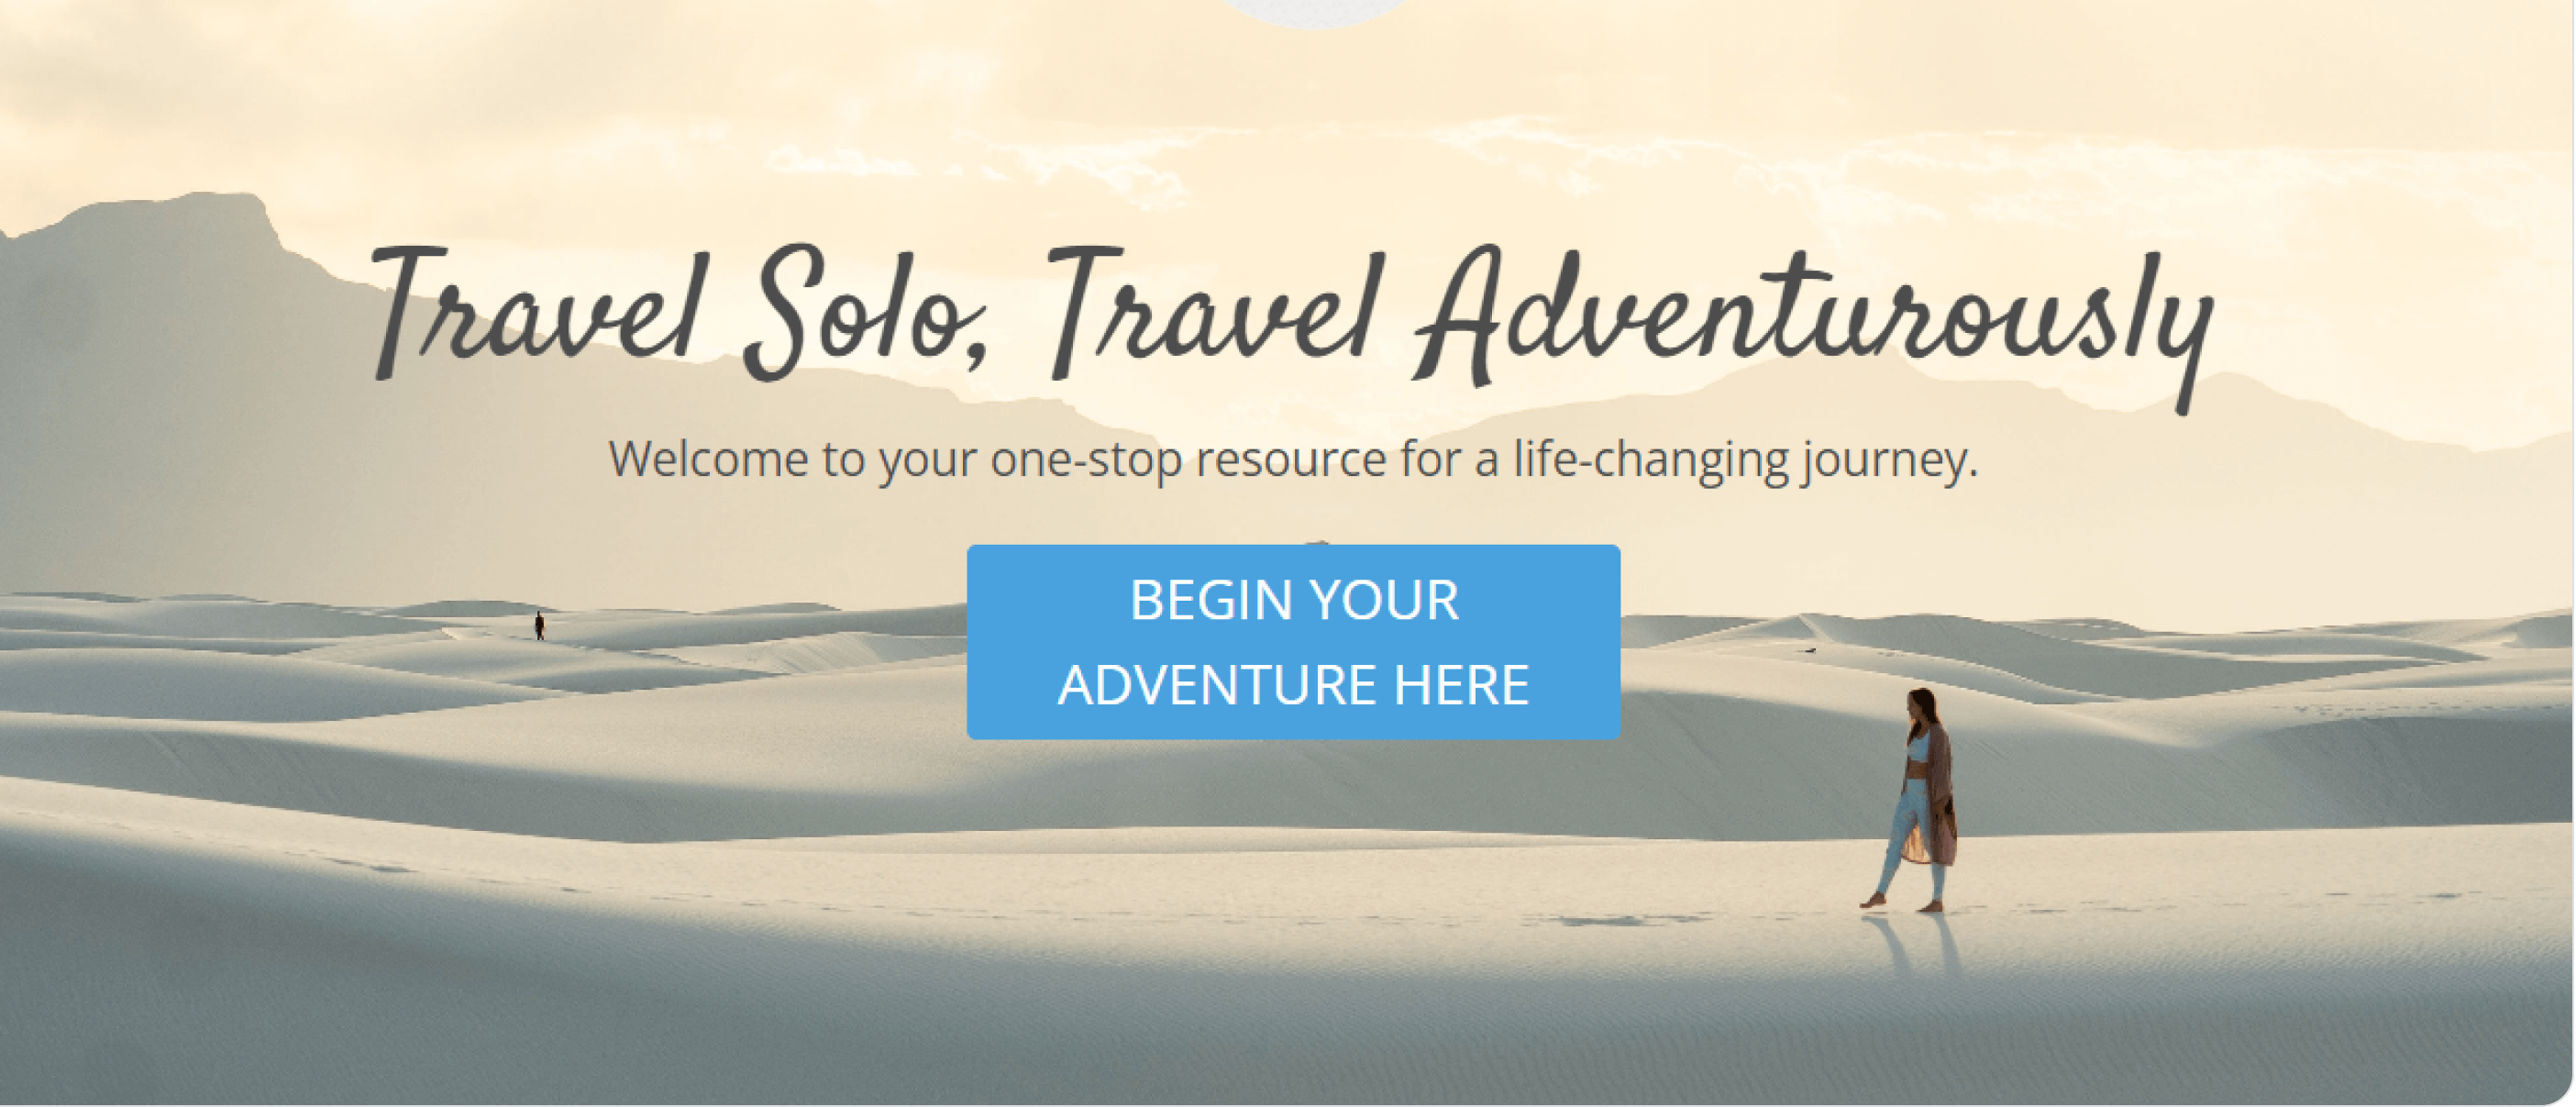 Travel Solo, Travel Adventurously
Welcome to your one-stop resource for a life-changing journey.
BEGIN YOUR
ADVENTURE HERE